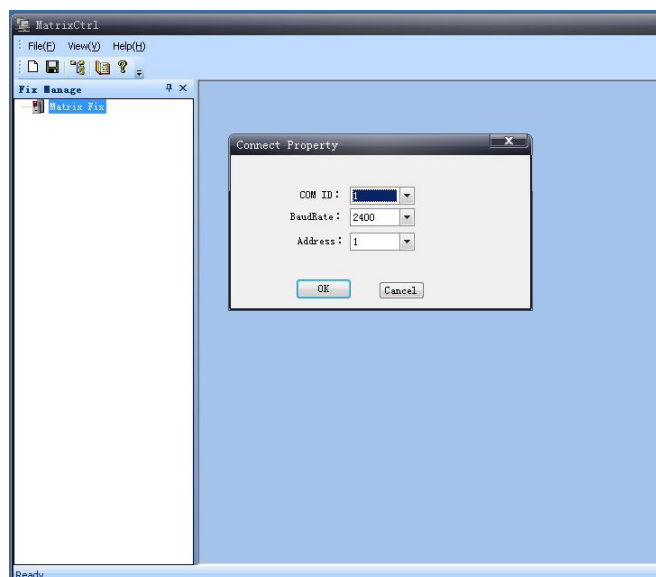 MatrixCtrl
File(F) View(V) Help(H)
Fix Manage
Matrix Fix
Connect Property
COM ID: 1
BaudRate: 2400
Address: 1
OK Cancel
Ready